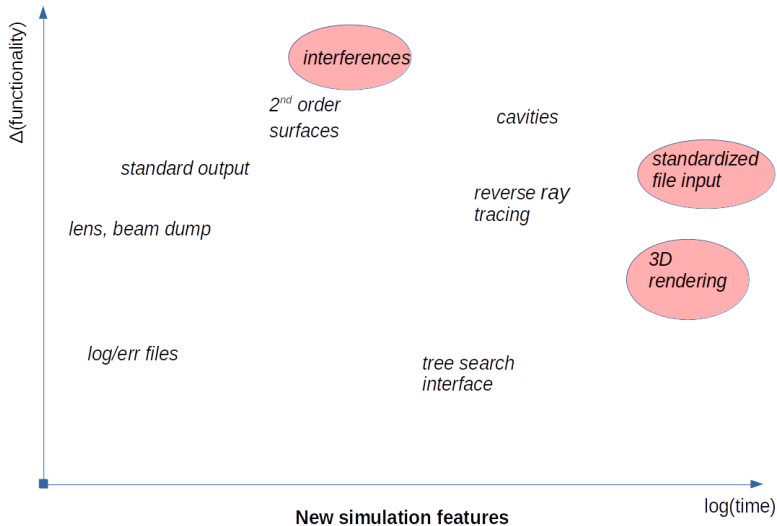 Δ(functionality)
interferences
2nd order
surfaces
cavities
standard output
standardized
file input
reverse ray
tracing
lens, beam dump
3D
rendering
log/err files
tree search
interface
log(time)
New simulation features